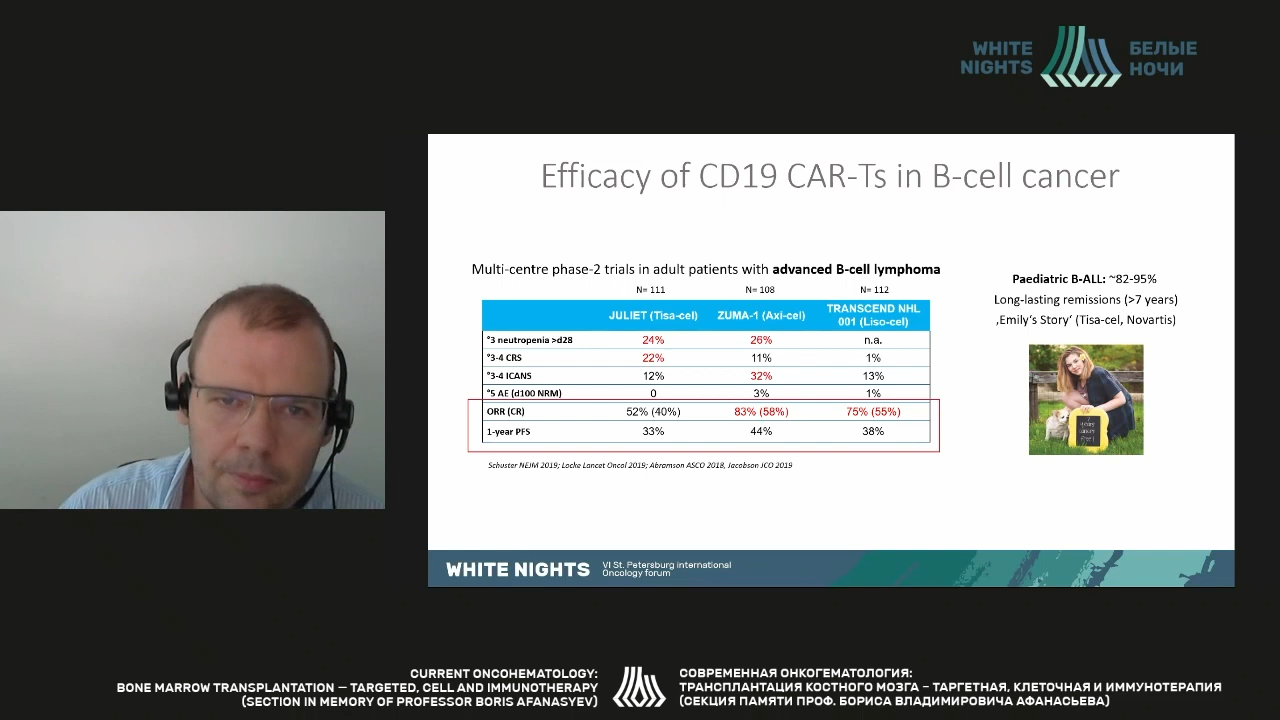 WHITE NIGHTS
БЕЛЫЕ НОЧИ
Efficacy of CD19 CAR-Ts in B-cell cancer
Multi-centre phase-2 trials in adult patients with advanced B-cell lymphoma
N= 111 N= 108 N= 112
JULIET (Tisa-cel) ZUMA-1 (Axi-cel) TRANSCEND NHL 001 (Liso-cel)
°3 neutropenia >d28 24% 26% n.a.
°3-4 CRS 22% 11% 1%
°3-4 ICANS 12% 32% 13%
°5 AE (d100 NRM) 0 3% 1%
ORR (CR) 52% (40%) 83% (58%) 75% (55%)
1-year PFS 33% 44% 38%
Schuster NEJM 2019; Locke Lancet Oncol 2019; Abramson ASCO 2018, Jacobson JCO 2019
Paediatric B-ALL: ~82-95%
Long-lasting remissions (>7 years)
‚Emily's Story' (Tisa-cel, Novartis)
WHITE NIGHTS
VI St. Petersburg International
Oncology forum
CURRENT ONCOHEMATOLOGY:
BONE MARROW TRANSPLANTATION – TARGETED, CELL AND IMMUNOTHERAPY
(SECTION IN MEMORY OF PROFESSOR BORIS AFANASYEV)
СОВРЕМЕННАЯ ОНКОГЕМАТОЛОГИЯ:
ТРАНСПЛАНТАЦИЯ КОСТНОГО МОЗГА – ТАРГЕТНАЯ, КЛЕТОЧНАЯ И ИММУНОТЕРАПИЯ
(СЕКЦИЯ ПАМЯТИ ПРОФ. БОРИСА ВЛАДИМИРОВИЧА АФАНАСЬЕВА)